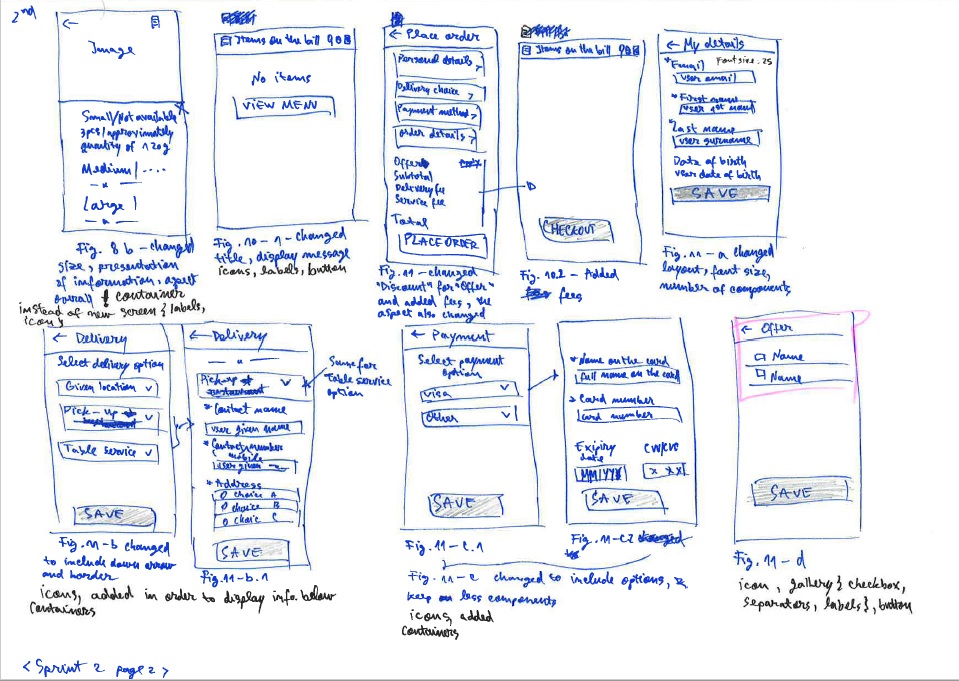 2nd
Image
Small/Not available
3pcs/approximately
quantity of 120g
Medium/ ....
Large |
Fig. 8 b - changed
size, presentation
of information, aspect
overall
container
instead of new screen { labels,
icons
Items on the bill
No items
VIEW MENU
Fig. 10 - 1 - changed
title, display message
icons, labels, button
← Place order
Personal details >
Delivery choice >
Payment method >
Order details >
Offer
Subtotal
Delivery fee
Service fee
Total
PLACE ORDER
Fig. 11 - changed
"Discount" for "Offer"
and added fees, the
aspect also changed
Items on the bill
CHECKOUT
Fig. 10.2 - Added
fees
← My details
*Email Font size. 25
user email
*First name
user 1st name
*Last name
user surname
Date of birth
user date of birth
SAVE
Fig. 11 - a changed
layout, font size,
number of components
← Delivery
Select delivery option
Given location v
Pick-up v
Table service v
SAVE
Fig. 11 - b changed
to include down arrow
and border
← Delivery
Pick-up v
Same for
Table service
option
* Contact name
user given name
* Contact number
mobile
user given
* Address
O choice A
O choice B
O choice C
SAVE
Fig. 11-b.1
icons, added in order to display info. below
containers
← Payment
Select payment
option
Visa v
Other v
SAVE
Fig. 11 - c.1
* Name on the card
full name on the card
* Card number
card number
Expiry
date
CVV/CVC
MM/YYYY
x xx
SAVE
Fig. 11-c2
Fig. 11 - c changed to include options, &
keep on less components
icons, added
containers
← Offer
Name
Name
SAVE
Fig. 11 - d
icon, gallery { checkbox,
separators, labels }, button
< Sprint 2 page 2 >